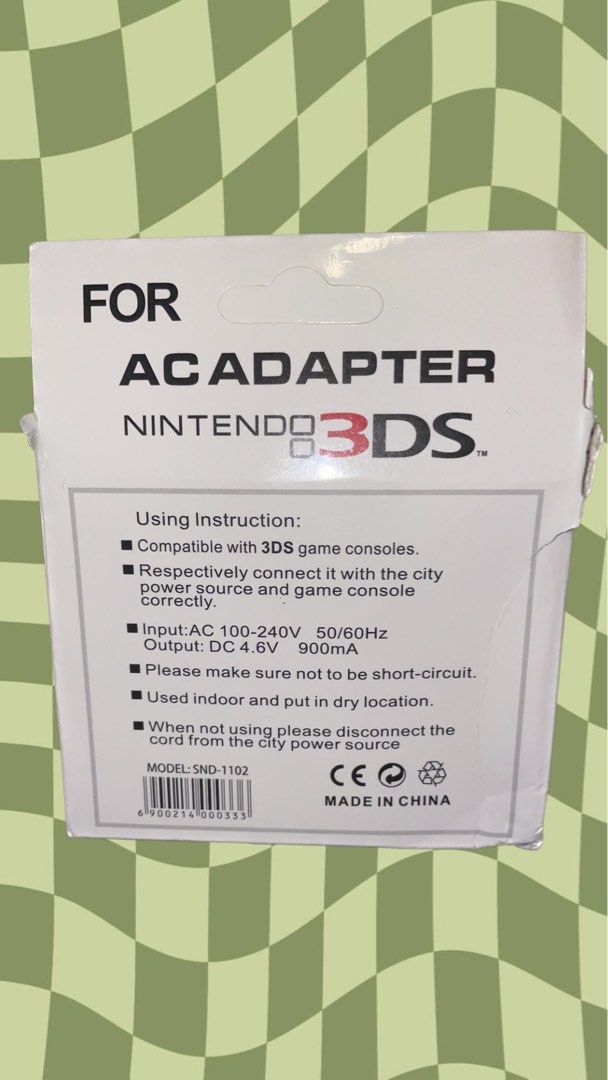 FOR
AC ADAPTER
NINTENDO 3DS™
Using Instruction:
■ Compatible with 3DS game consoles.
■ Respectively connect it with the city
power source and game console
correctly.
■ Input:AC 100-240V 50/60Hz
Output: DC 4.6V 900mA
■ Please make sure not to be short-circuit.
■ Used indoor and put in dry location.
■ When not using please disconnect the
cord from the city power source
MODEL: SND-1102
6 900214 000333
CE
MADE IN CHINA